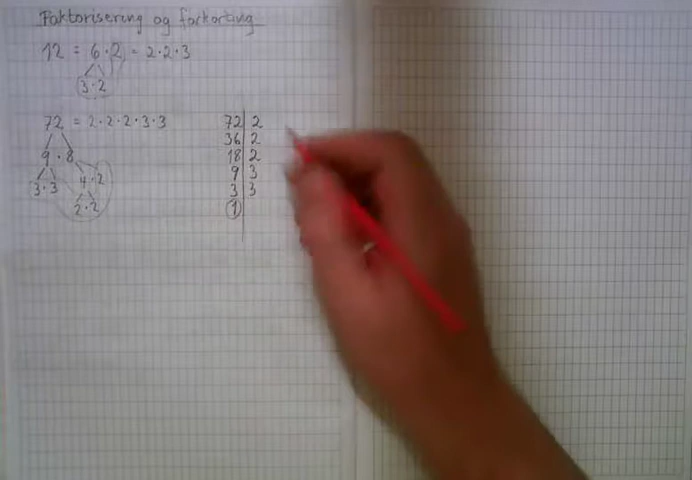 Faktorisering og forkorting
12 = 6 · 2 = 2 · 2 · 3
3 · 2
72 = 2 · 2 · 2 · 3 · 3
9 · 8
3 · 3
4 · 2
2 · 2
72 2
36 2
18 2
9 3
3 3
1